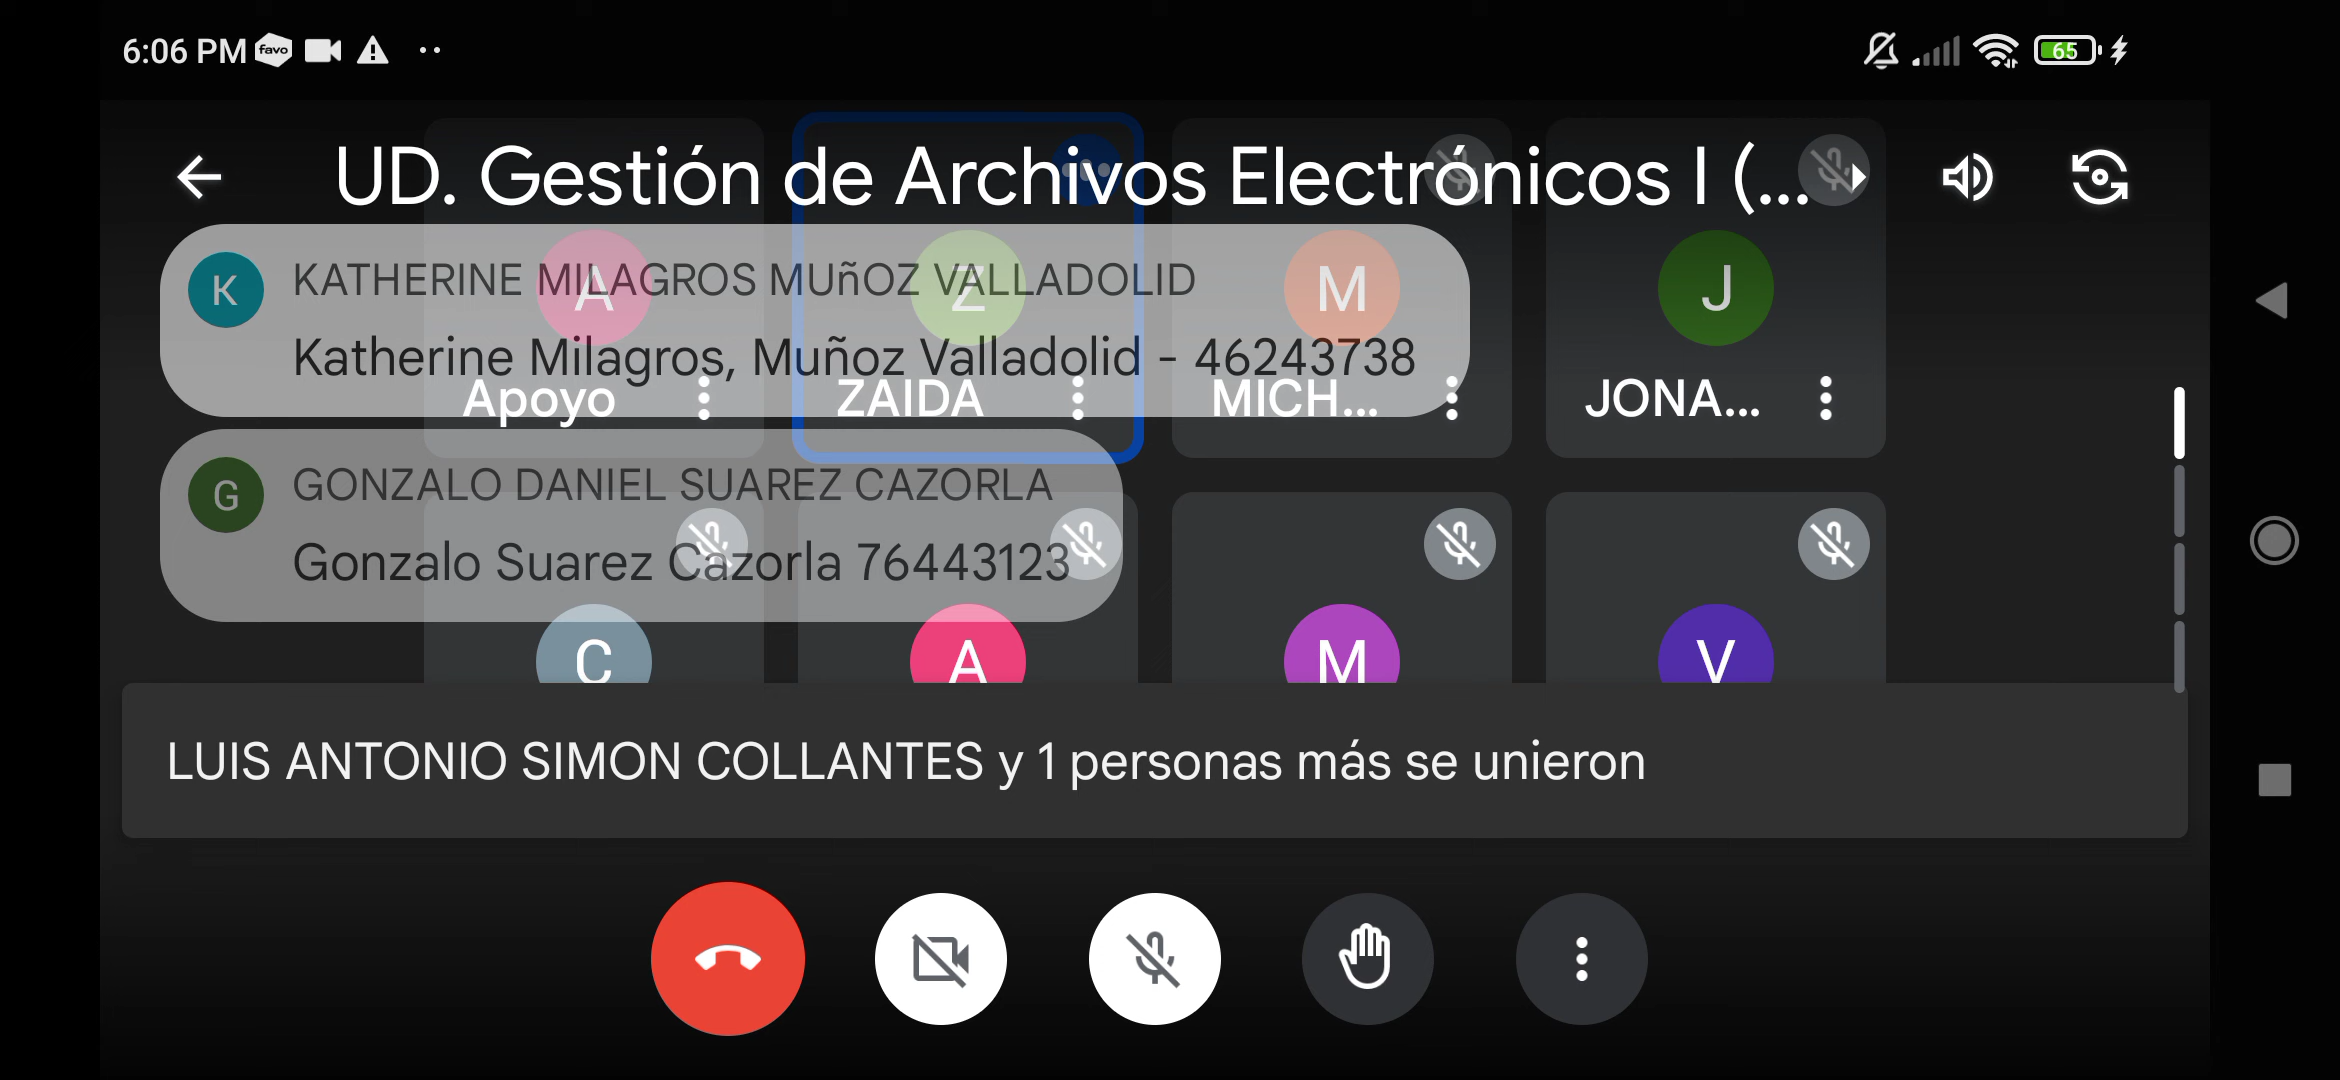 6:06 PM favo 65
UD. Gestión de Archivos Electrónicos I (...
K KATHERINE MILAGROS MUñOZ VALLADOLID
Katherine Milagros, Muñoz Valladolid - 46243738
A Z M J
Apoyo ZAIDA MICH... JONA...
G GONZALO DANIEL SUAREZ CAZORLA
Gonzalo Suarez Cazorla 76443123
C A M V
LUIS ANTONIO SIMON COLLANTES y 1 personas más se unieron